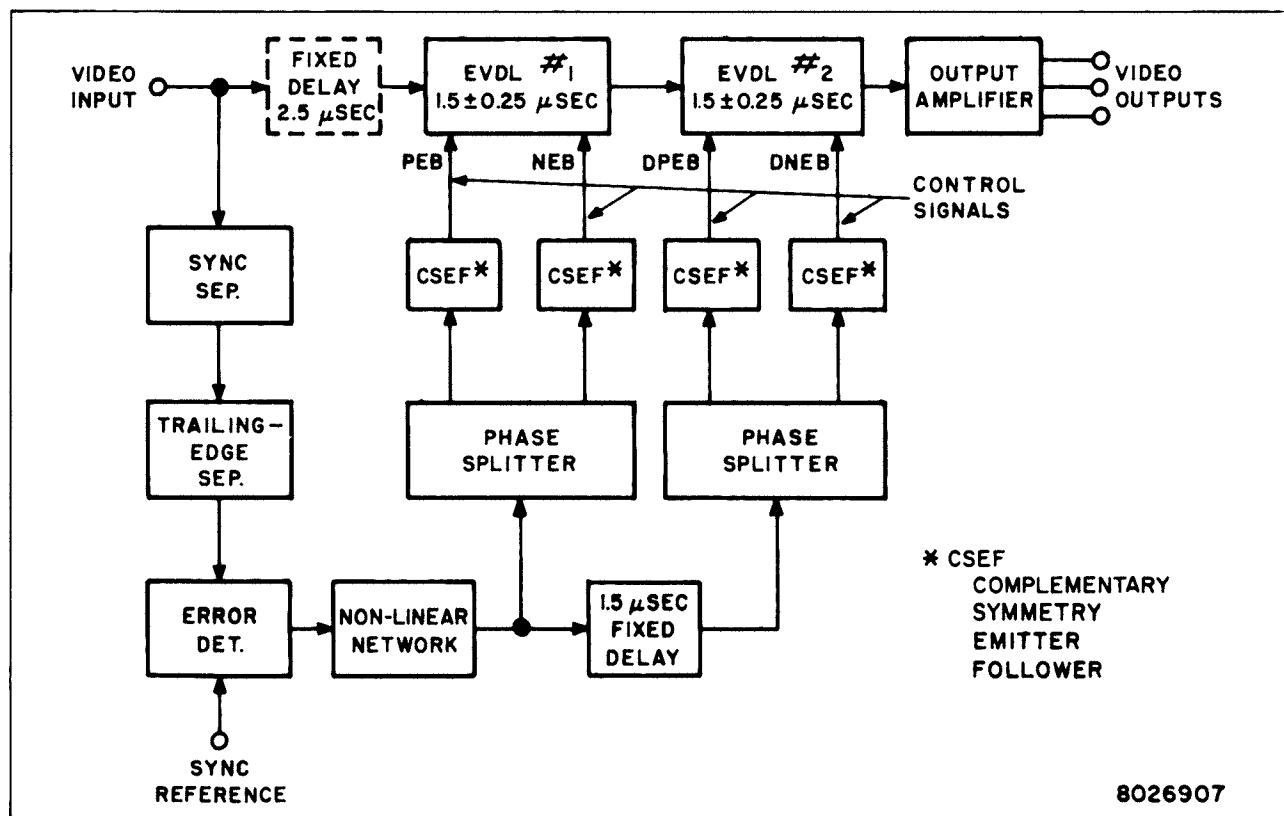 VIDEO
INPUT
FIXED
DELAY
2.5 µSEC
EVDL #1
1.5±0.25 µSEC
EVDL #2
1.5±0.25 µSEC
OUTPUT
AMPLIFIER
VIDEO
OUTPUTS
PEB
NEB
DPEB
DNEB
CONTROL
SIGNALS
SYNC
SEP.
CSEF*
CSEF*
CSEF*
CSEF*
TRAILING-
EDGE
SEP.
PHASE
SPLITTER
PHASE
SPLITTER
ERROR
DET.
NON-LINEAR
NETWORK
1.5 µSEC
FIXED
DELAY
* CSEF
COMPLEMENTARY
SYMMETRY
EMITTER
FOLLOWER
SYNC
REFERENCE
8026907